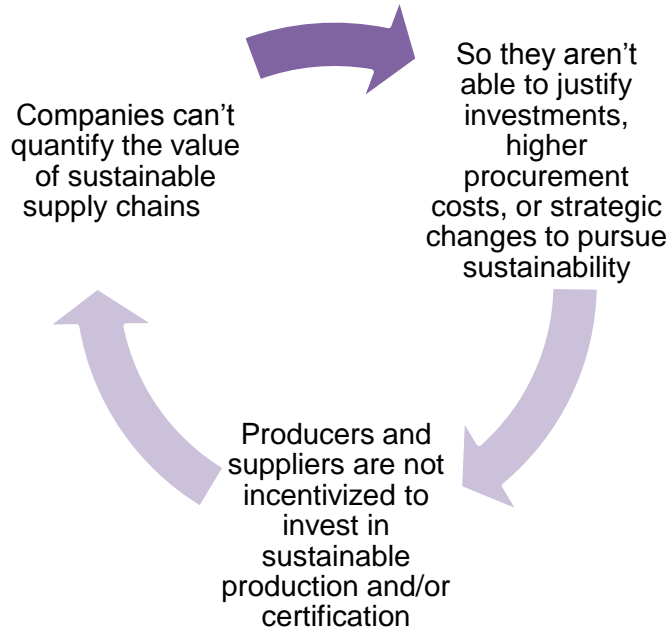 Companies can’t
quantify the value
of sustainable
supply chains
So they aren’t
able to justify
investments,
higher
procurement
costs, or strategic
changes to pursue
sustainability
Producers and
suppliers are not
incentivized to
invest in
sustainable
production and/or
certification